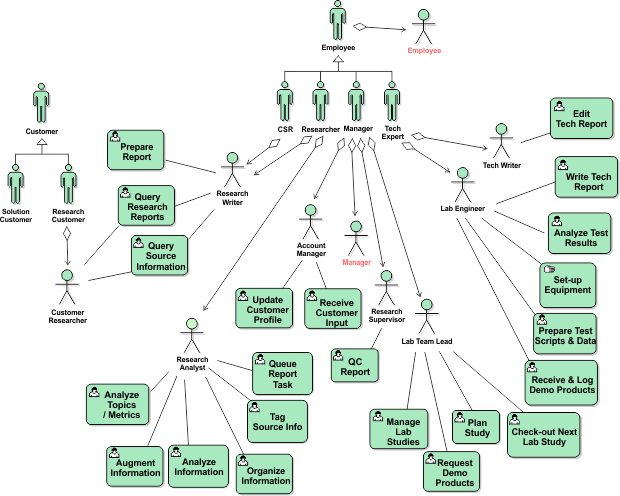 Employee
Employee
CSR
Researcher
Manager
Tech
Expert
Customer
Solution
Customer
Research
Customer
Customer
Researcher
Prepare
Report
Query
Research
Reports
Query
Source
Information
Research
Writer
Account
Manager
Manager
Update
Customer
Profile
Receive
Customer
Input
Research
Supervisor
QC
Report
Lab Team Lead
Manage
Lab
Studies
Request
Demo
Products
Plan
Study
Check-out Next
Lab Study
Tech Writer
Edit
Tech Report
Lab Engineer
Write Tech
Report
Analyze Test
Results
Set-up
Equipment
Prepare Test
Scripts & Data
Receive & Log
Demo Products
Research
Analyst
Queue
Report
Task
Tag
Source Info
Analyze
Topics
/ Metrics
Augment
Information
Analyze
Information
Organize
Information